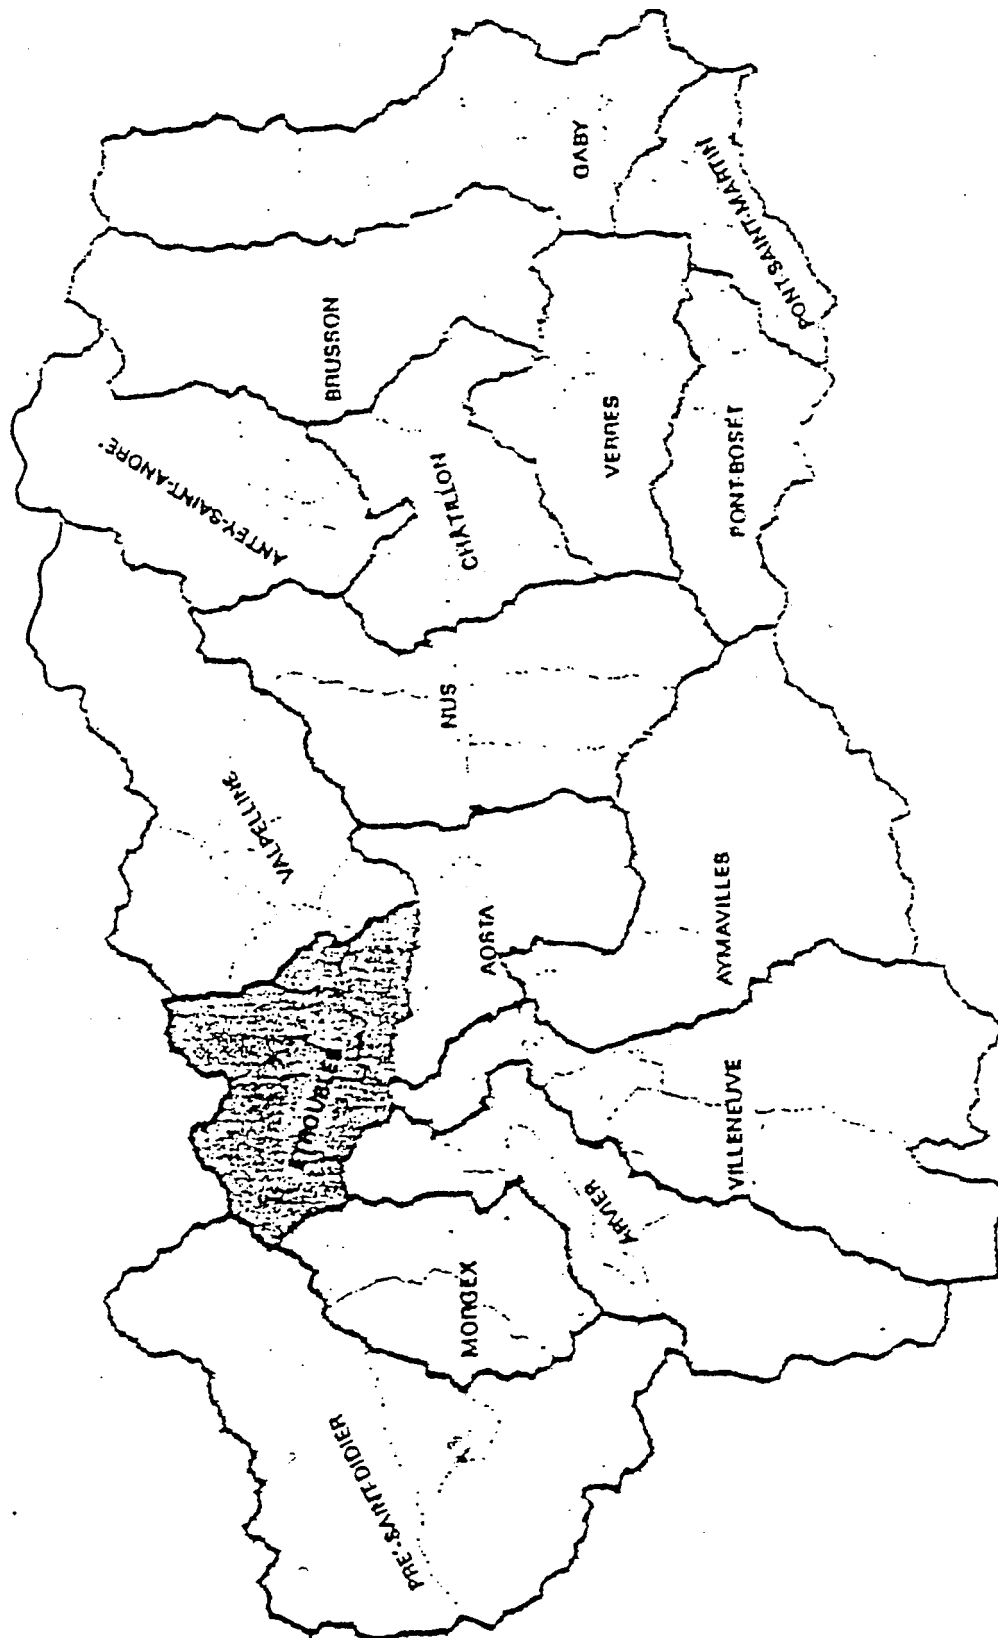 PRE'-SAINT-DIDIER
MORGEX
ARVIER
VILLENEUVE
ETROUBLES
VALPELLINE
AOSTA
AYMAVILLES
NUS
ANTEY-SAINT-ANDRE'
CHATILLON
BRUSSON
VERRES
PONT-BOSET
GABY
PONT-SAINT-MARTIN